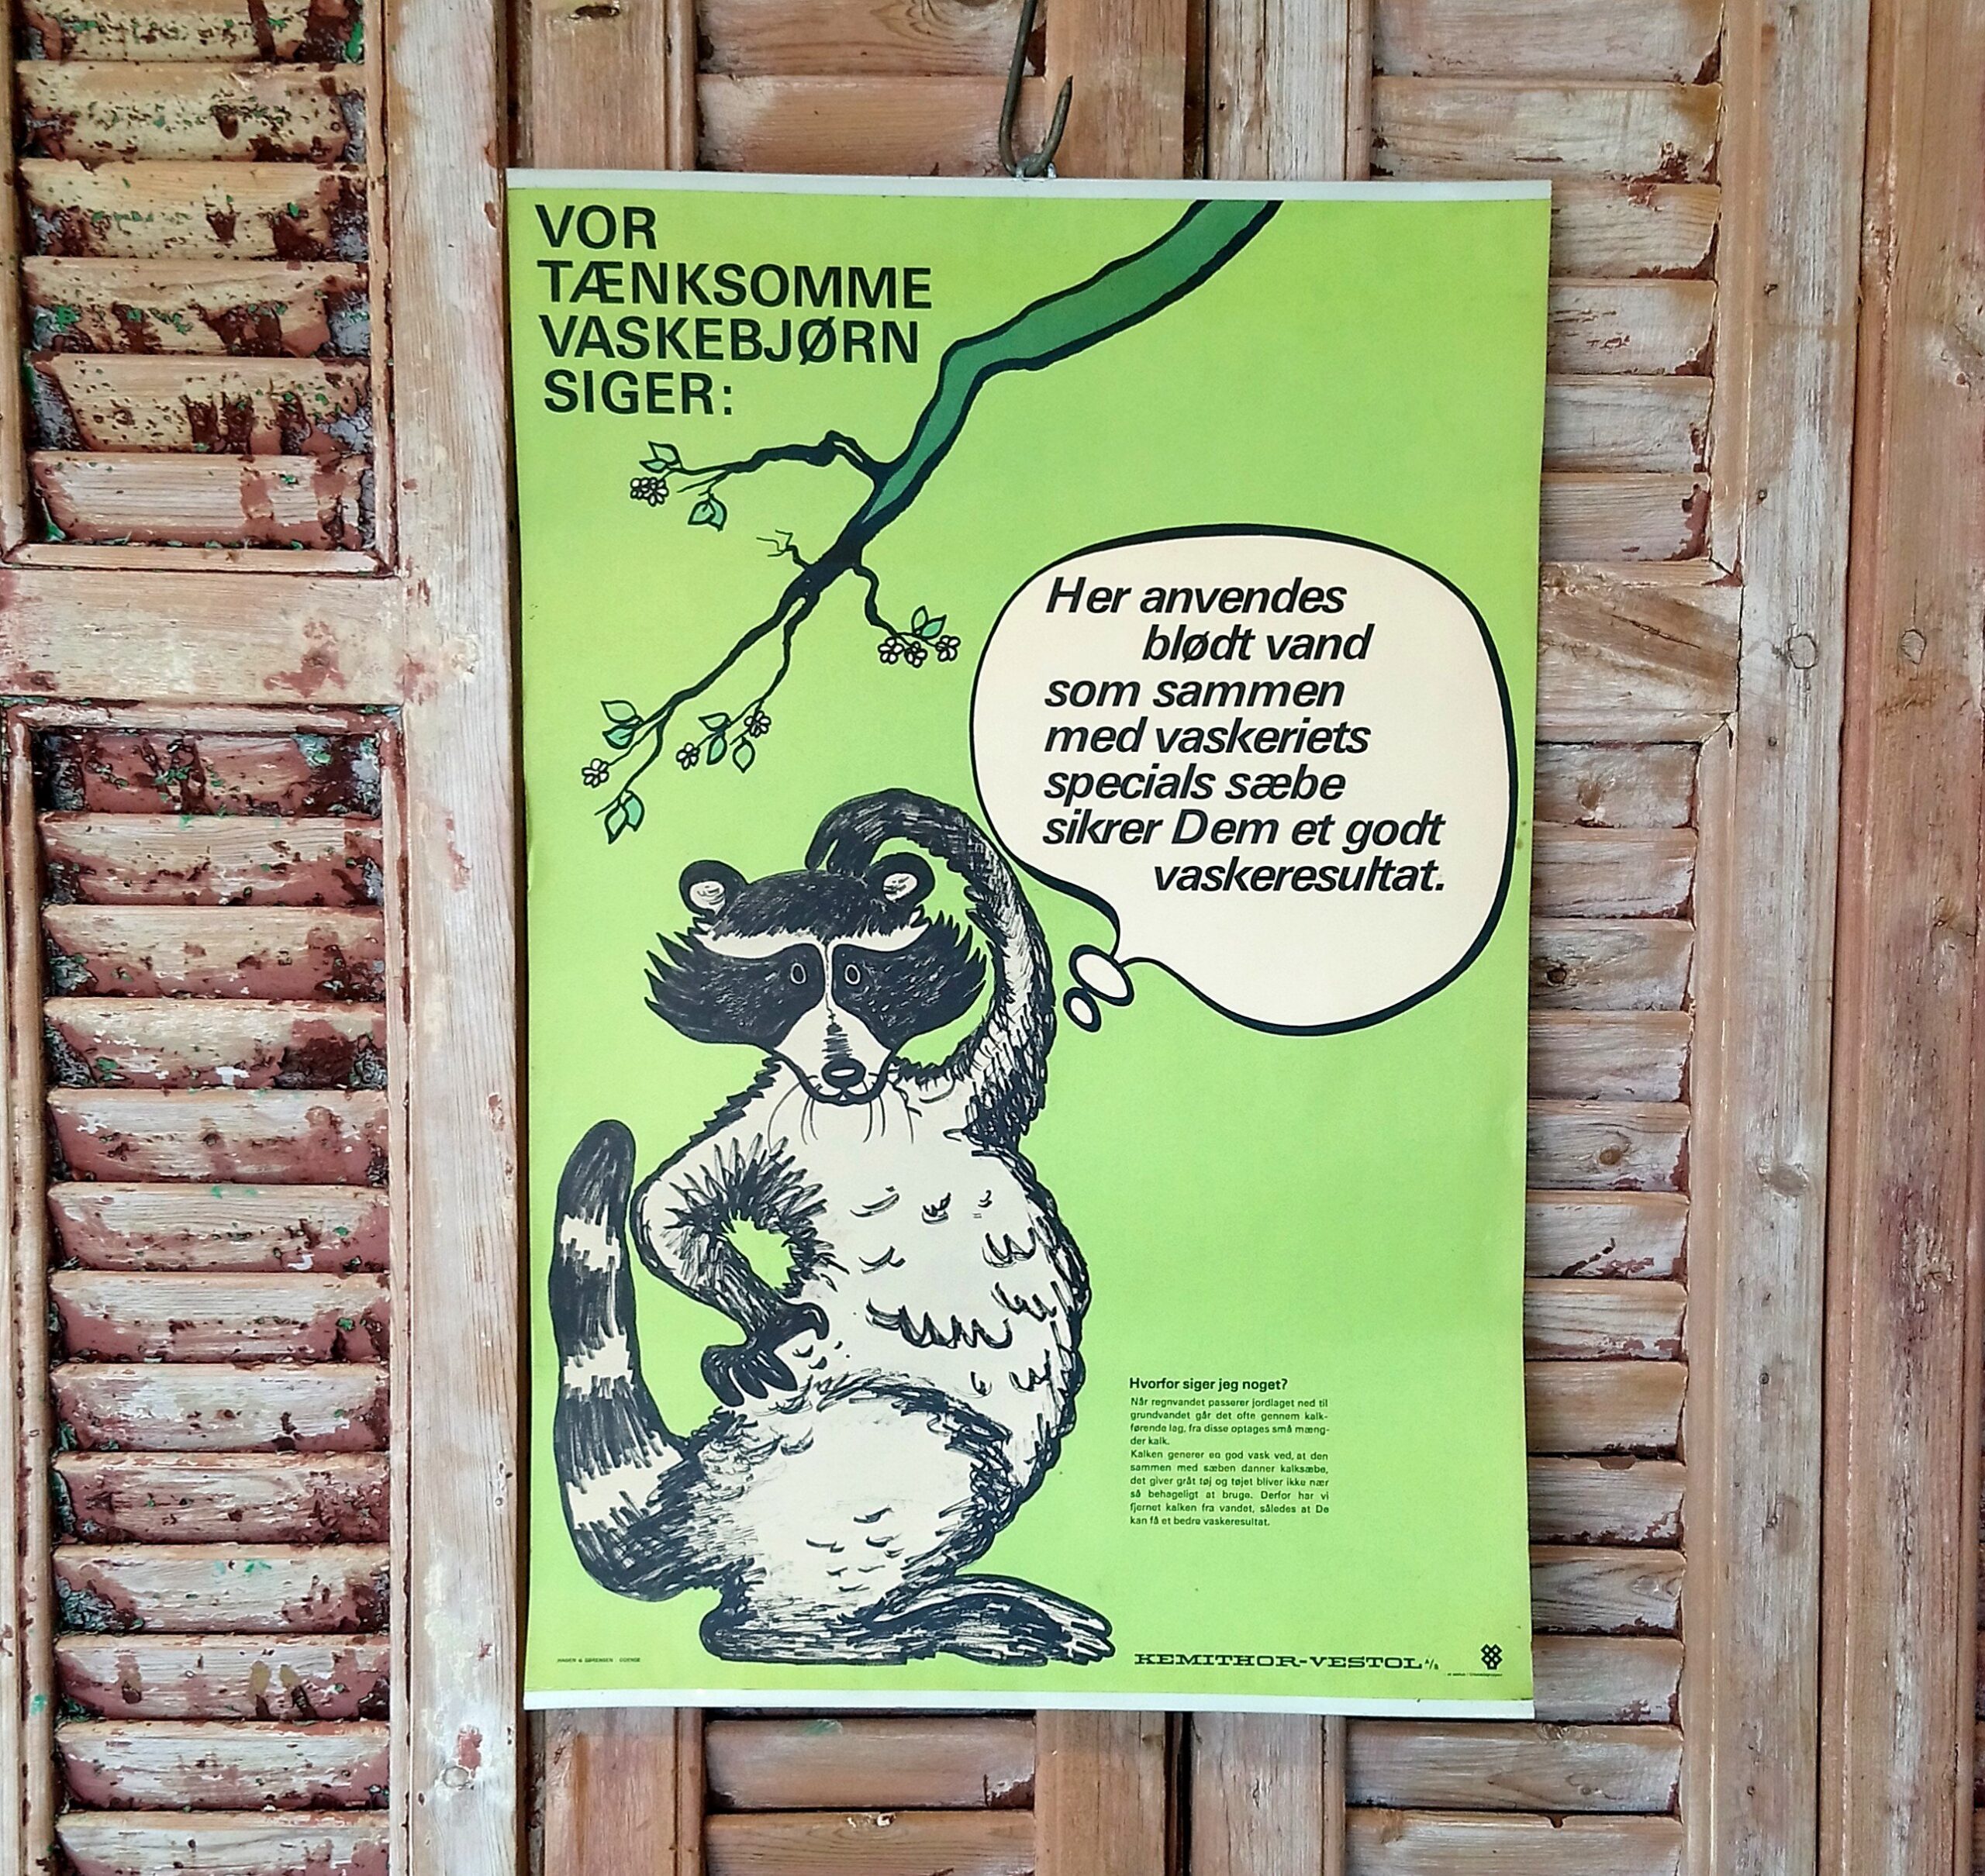 VOR
TÆNKSOMME
VASKEBJØRN
SIGER:
Her anvendes
blødt vand
som sammen
med vaskeriets
specials sæbe
sikrer Dem et godt
vaskeresultat.
Hvorfor siger jeg noget?
Når regnvandet passerer jordlaget ned til
grundvandet går det ofte gennem kalk-
førende lag, fra disse optages små mæng-
der kalk.
Kalken generer en god vask ved, at den
sammen med sæben danner kalksæbe,
det giver gråt tøj og tøjet bliver ikke nær
så behageligt at bruge. Derfor har vi
fjernet kalken fra vandet, således at De
kan få et bedre vaskeresultat.
KEMITHOR-VESTOL A/S
& SØRENSEN ODENSE